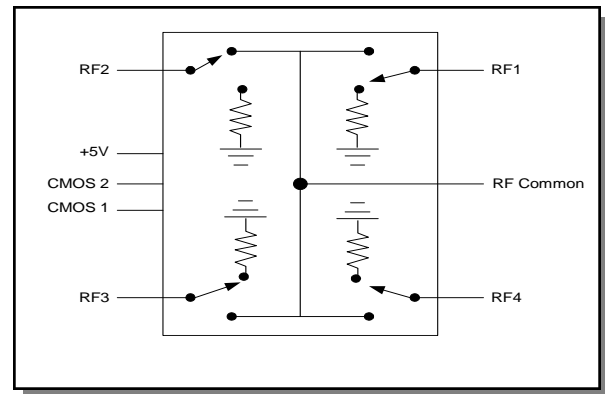 RF2
RF1
+5V
CMOS 2
RF Common
CMOS 1
RF3
RF4